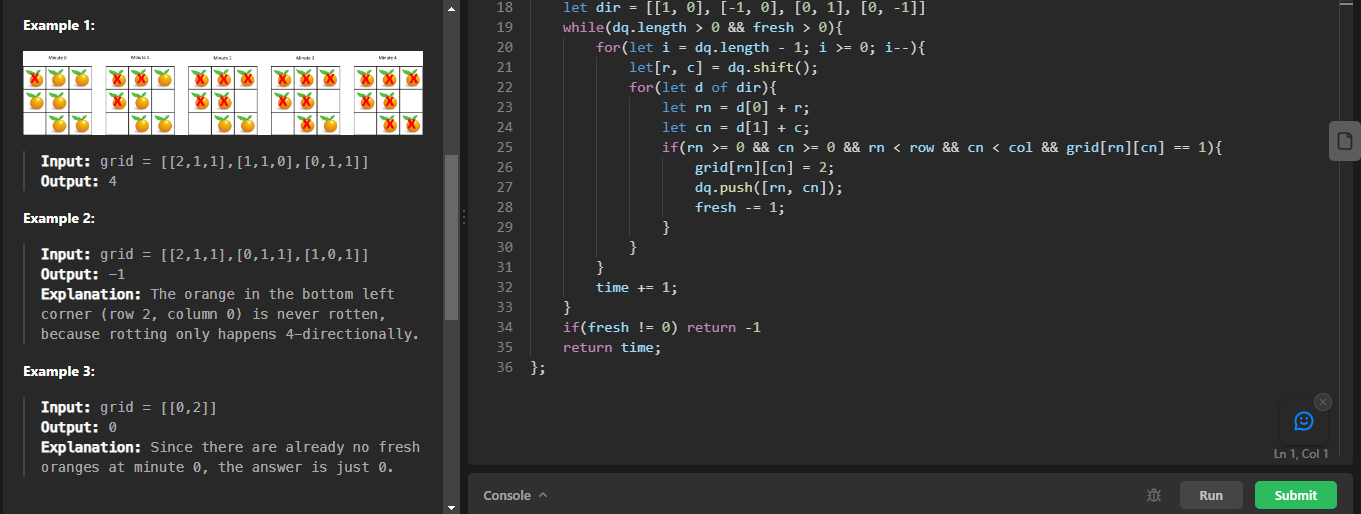 Example 1:
Minute 0 Minute 1 Minute 2 Minute 3 Minute 4
Input: grid = [[2,1,1],[1,1,0],[0,1,1]]
Output: 4
Example 2:
Input: grid = [[2,1,1],[0,1,1],[1,0,1]]
Output: -1
Explanation: The orange in the bottom left
corner (row 2, column 0) is never rotten,
because rotting only happens 4-directionally.
Example 3:
Input: grid = [[0,2]]
Output: 0
Explanation: Since there are already no fresh
oranges at minute 0, the answer is just 0.
18 let dir = [[1, 0], [-1, 0], [0, 1], [0, -1]]
19 while(dq.length > 0 && fresh > 0){
20 for(let i = dq.length - 1; i >= 0; i--){
21 let[r, c] = dq.shift();
22 for(let d of dir){
23 let rn = d[0] + r;
24 let cn = d[1] + c;
25 if(rn >= 0 && cn >= 0 && rn < row && cn < col && grid[rn][cn] == 1){
26 grid[rn][cn] = 2;
27 dq.push([rn, cn]);
28 fresh -= 1;
29 }
30 }
31 }
32 time += 1;
33 }
34 if(fresh != 0) return -1
35 return time;
36 };
Ln 1, Col 1
Console
Run
Submit